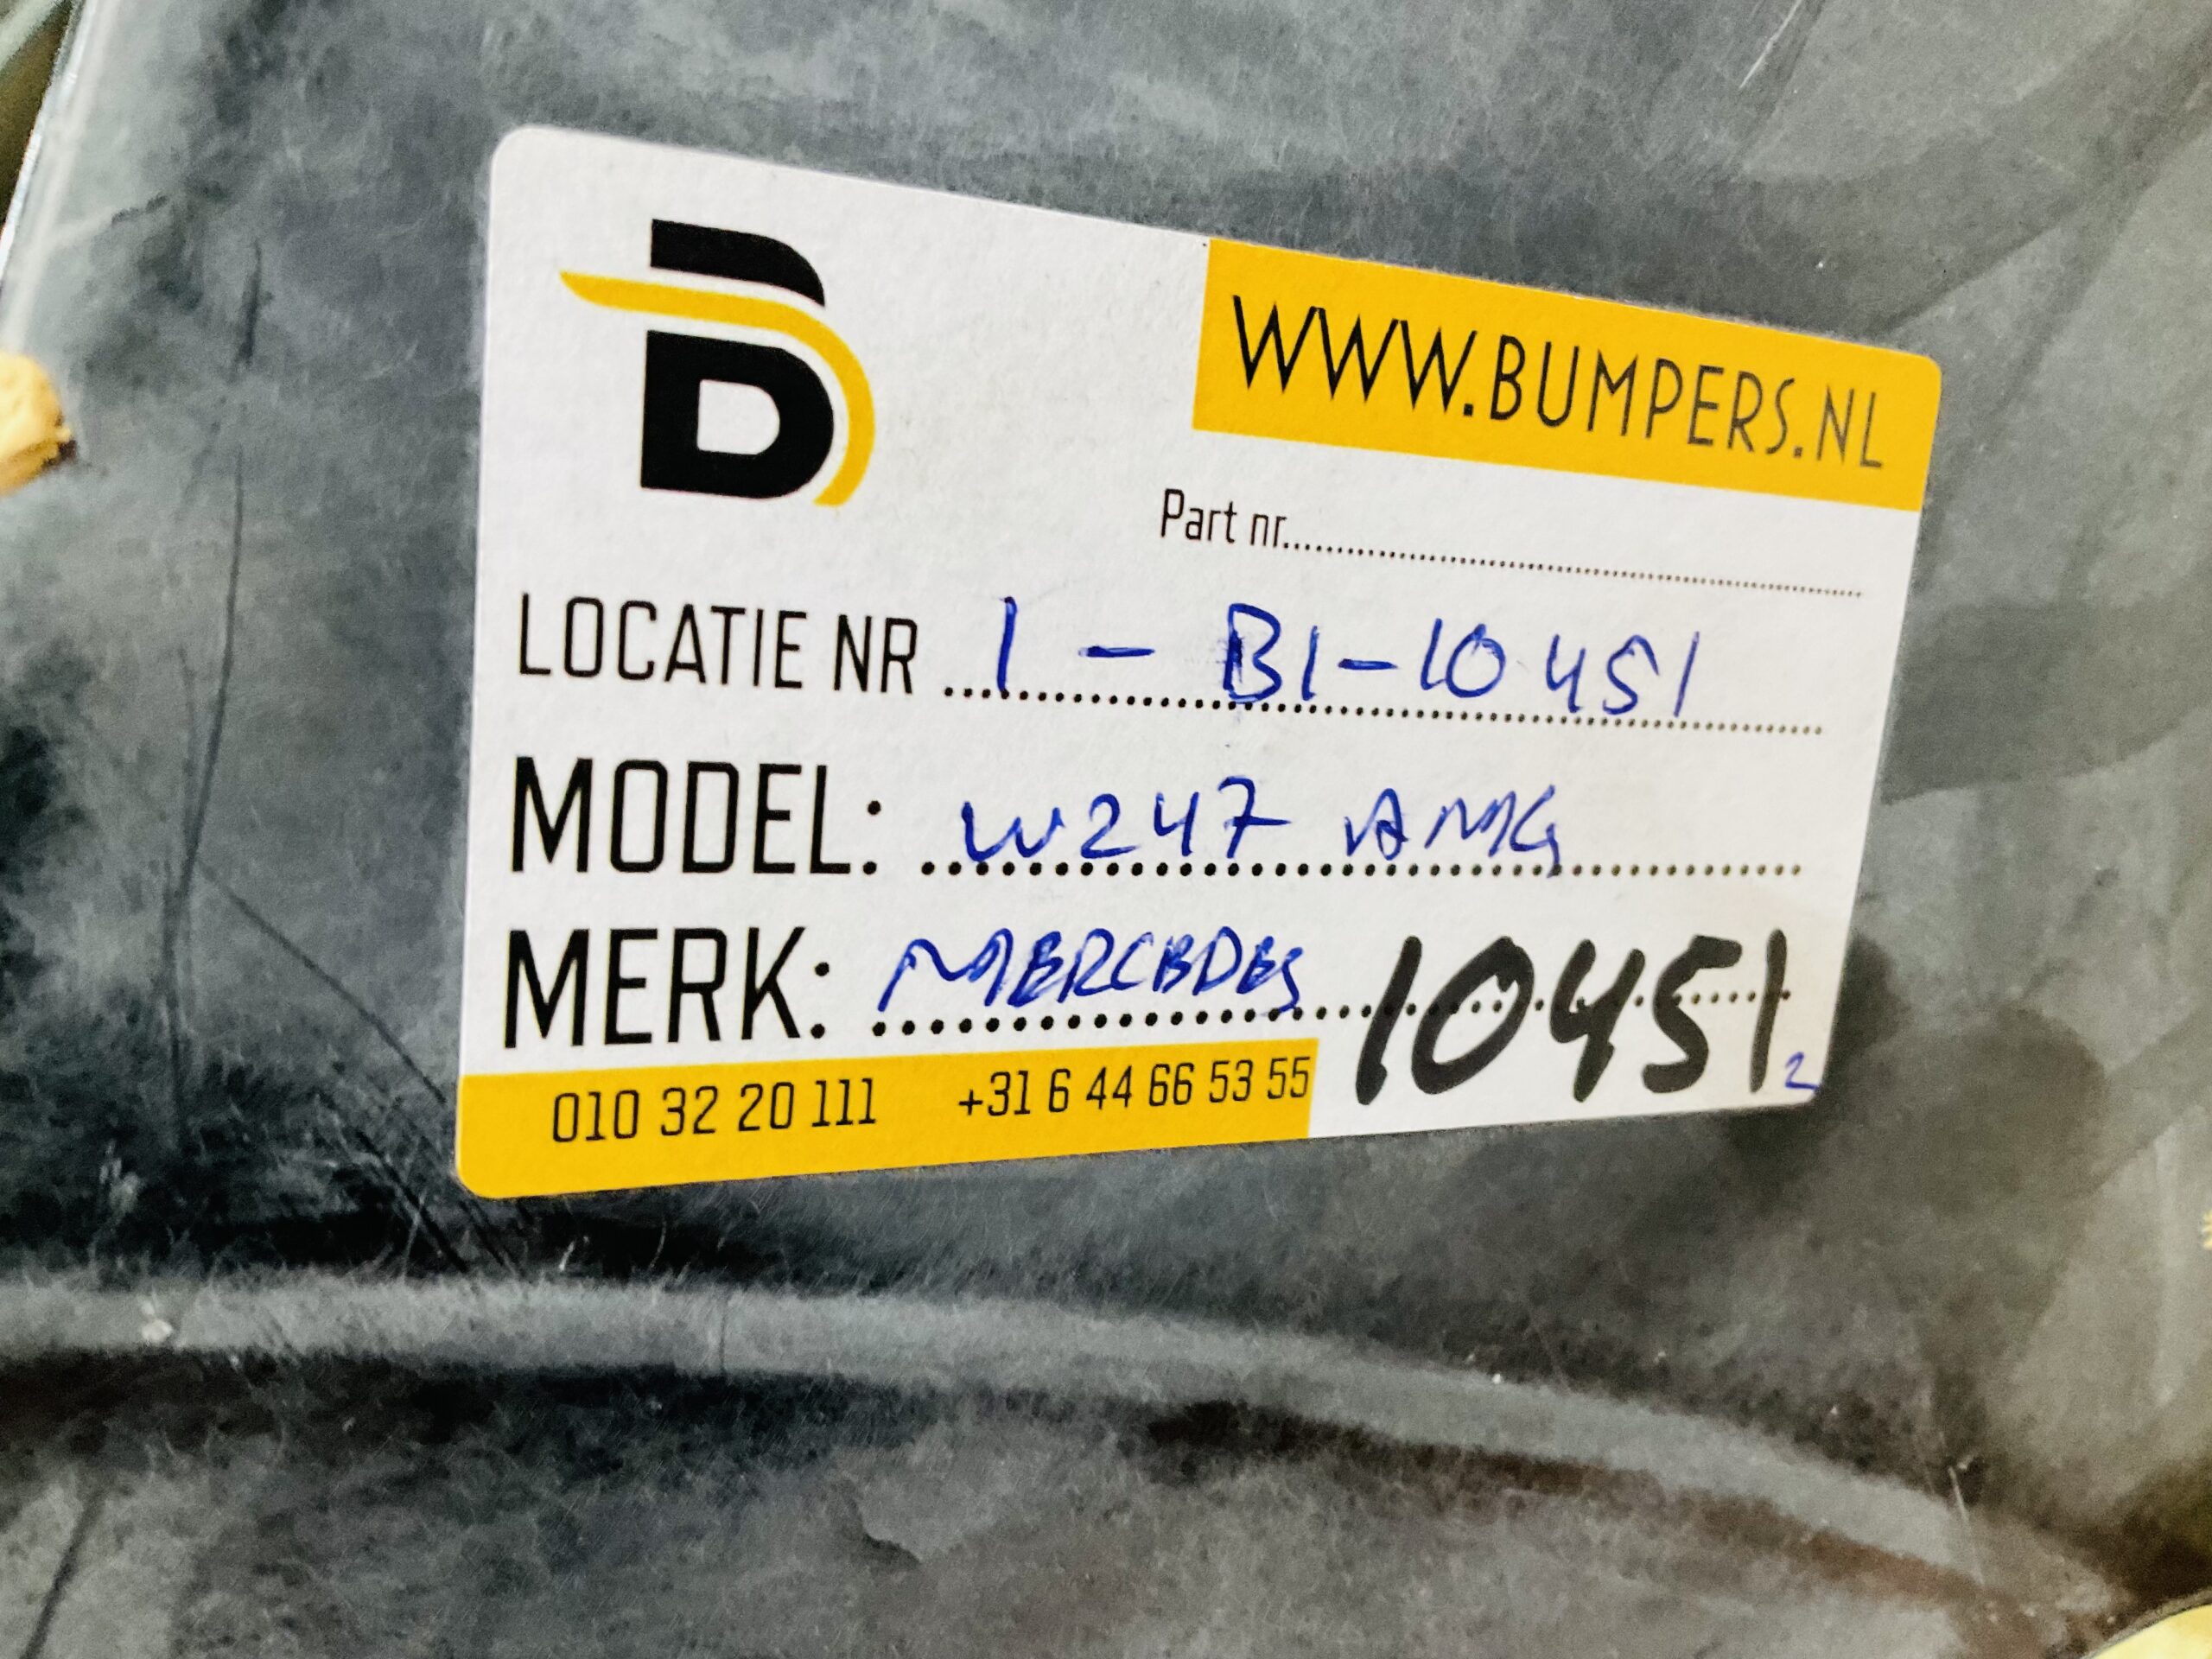 B
WWW.BUMPERS.NL
Part nr....................
LOCATIE NR 1 - B1-10451
MODEL: W247 AMG
MERK: MERCEDES 10451
2
010 32 20 111 +31 6 44 66 53 55